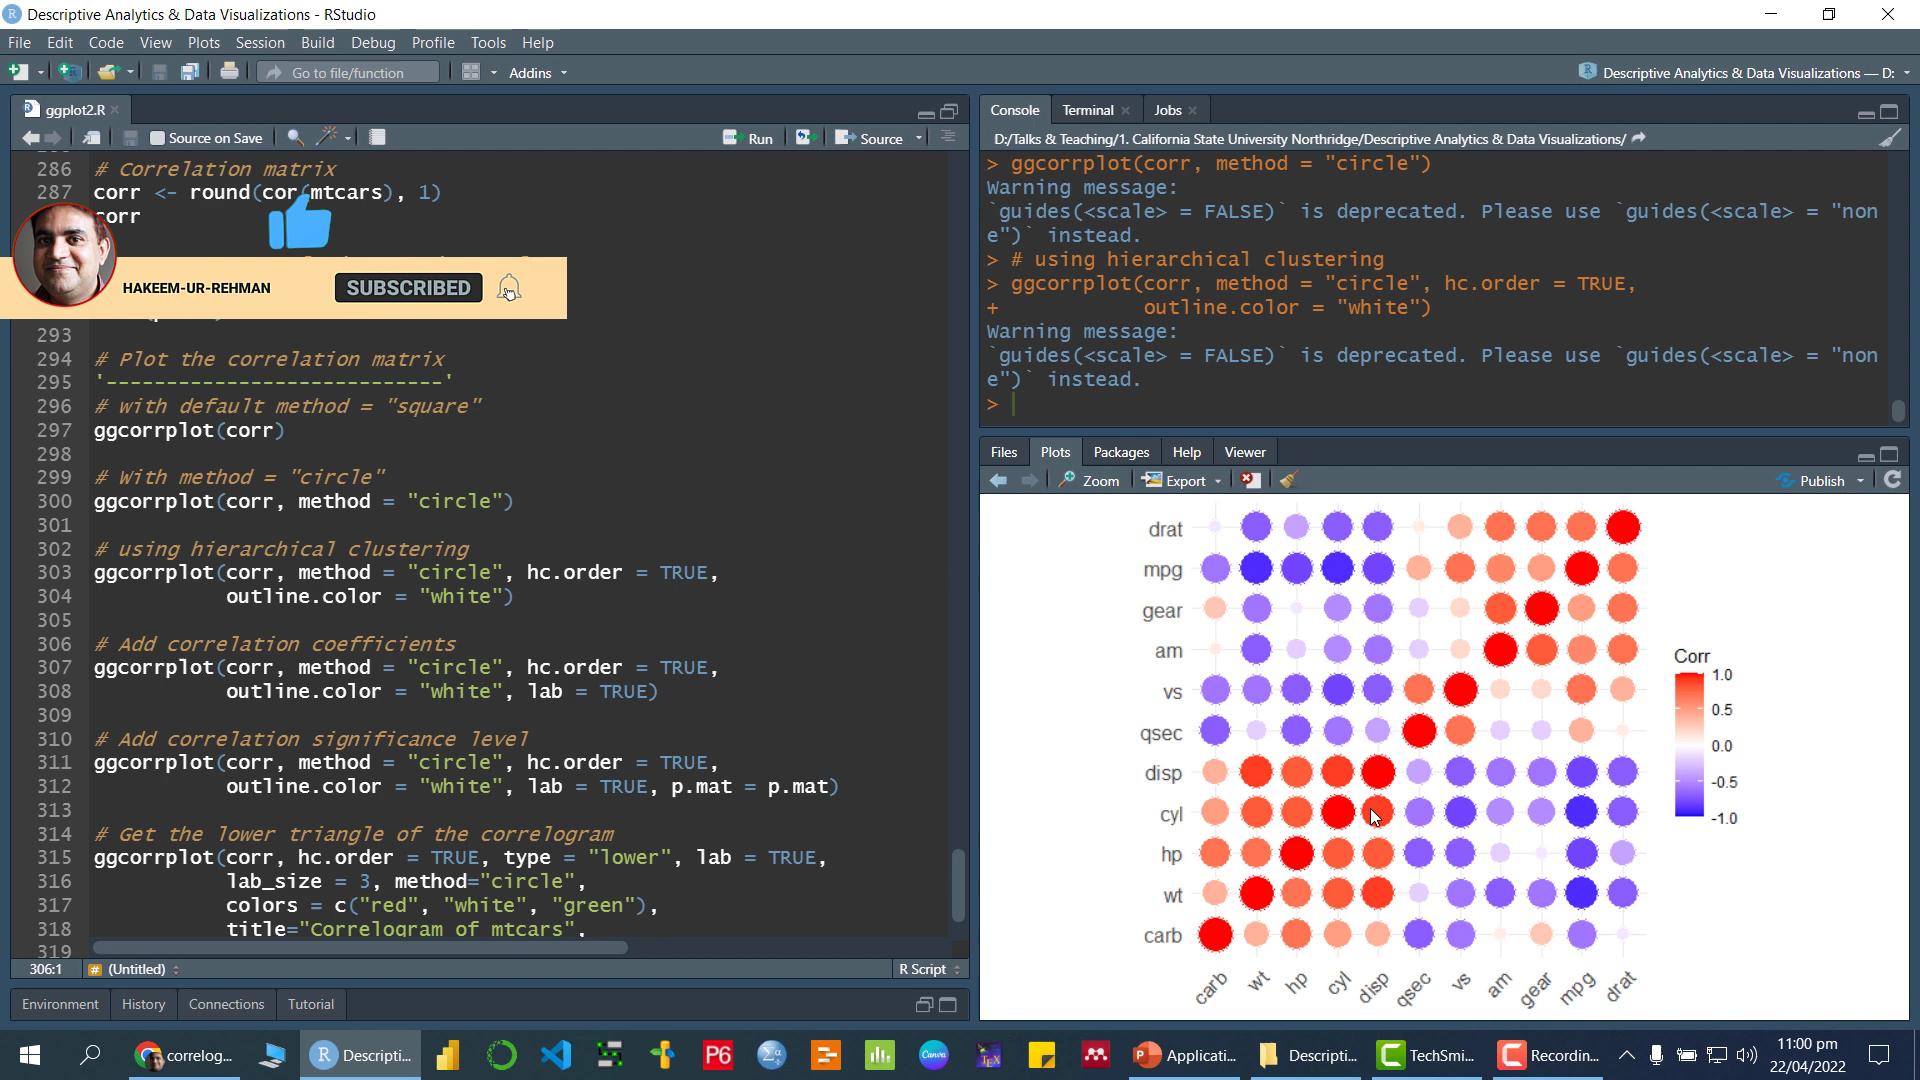 Descriptive Analytics & Data Visualizations - RStudio
File Edit Code View Plots Session Build Debug Profile Tools Help
Go to file/function Addins Descriptive Analytics & Data Visualizations — D:
ggplot2.R
Source on Save Run Source
286 # Correlation matrix
287 corr <- round(cor(mtcars), 1)
corr
HAKEEM-UR-REHMAN SUBSCRIBED
293
294 # Plot the correlation matrix
295 '----------------------------'
296 # with default method = "square"
297 ggcorrplot(corr)
298
299 # With method = "circle"
300 ggcorrplot(corr, method = "circle")
301
302 # using hierarchical clustering
303 ggcorrplot(corr, method = "circle", hc.order = TRUE,
304 outline.color = "white")
305
306 # Add correlation coefficients
307 ggcorrplot(corr, method = "circle", hc.order = TRUE,
308 outline.color = "white", lab = TRUE)
309
310 # Add correlation significance level
311 ggcorrplot(corr, method = "circle", hc.order = TRUE,
312 outline.color = "white", lab = TRUE, p.mat = p.mat)
313
314 # Get the lower triangle of the correlogram
315 ggcorrplot(corr, hc.order = TRUE, type = "lower", lab = TRUE,
316 lab_size = 3, method="circle",
317 colors = c("red", "white", "green"),
318 title="Correlogram of mtcars",
319
306:1 (Untitled) R Script
Environment History Connections Tutorial
Console Terminal Jobs
D:/Talks & Teaching/1. California State University Northridge/Descriptive Analytics & Data Visualizations/
> ggcorrplot(corr, method = "circle")
Warning message:
`guides(<scale> = FALSE)` is deprecated. Please use `guides(<scale> = "non
e")` instead.
> # using hierarchical clustering
> ggcorrplot(corr, method = "circle", hc.order = TRUE,
+ outline.color = "white")
Warning message:
`guides(<scale> = FALSE)` is deprecated. Please use `guides(<scale> = "non
e")` instead.
>
Files Plots Packages Help Viewer
Zoom Export Publish
drat
mpg
gear
am
vs
qsec
disp
cyl
hp
wt
carb
carb wt hp cyl disp qsec vs am gear mpg drat
Corr
1.0
0.5
0.0
-0.5
-1.0
correlog... Descripti... P6 Canva TEX Applicati... Descripti... TechSmi... Recordin...
11:00 pm
22/04/2022